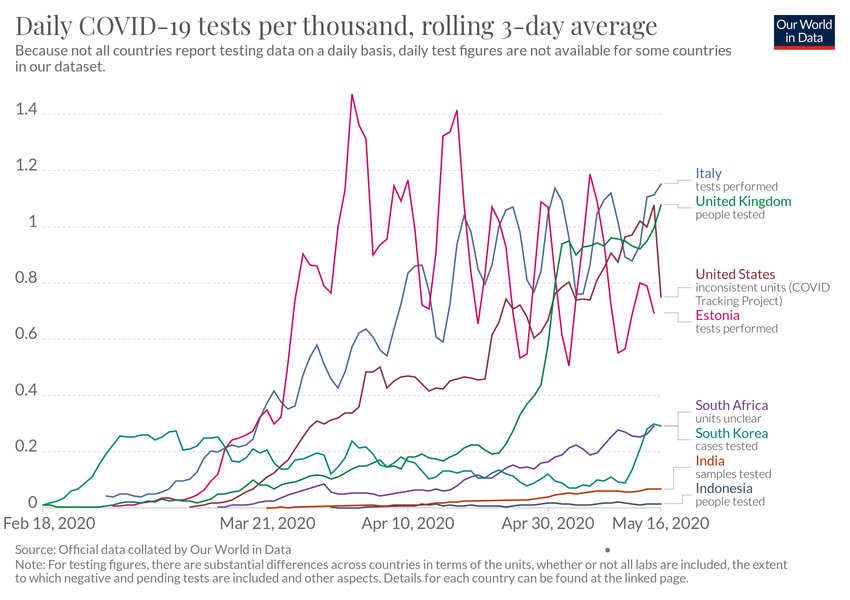 Daily COVID-19 tests per thousand, rolling 3-day average
Our World
in Data
Because not all countries report testing data on a daily basis, daily test figures are not available for some countries
in our dataset.
1.4
1.2
1
0.8
0.6
0.4
0.2
0
Italy
tests performed
United Kingdom
people tested
United States
inconsistent units (COVID
Tracking Project)
Estonia
tests performed
South Africa
units unclear
South Korea
cases tested
India
samples tested
Indonesia
people tested
Feb 18, 2020
Mar 21, 2020
Apr 10, 2020
Apr 30, 2020
May 16, 2020
Source: Official data collated by Our World in Data
Note: For testing figures, there are substantial differences across countries in terms of the units, whether or not all labs are included, the extent
to which negative and pending tests are included and other aspects. Details for each country can be found at the linked page.